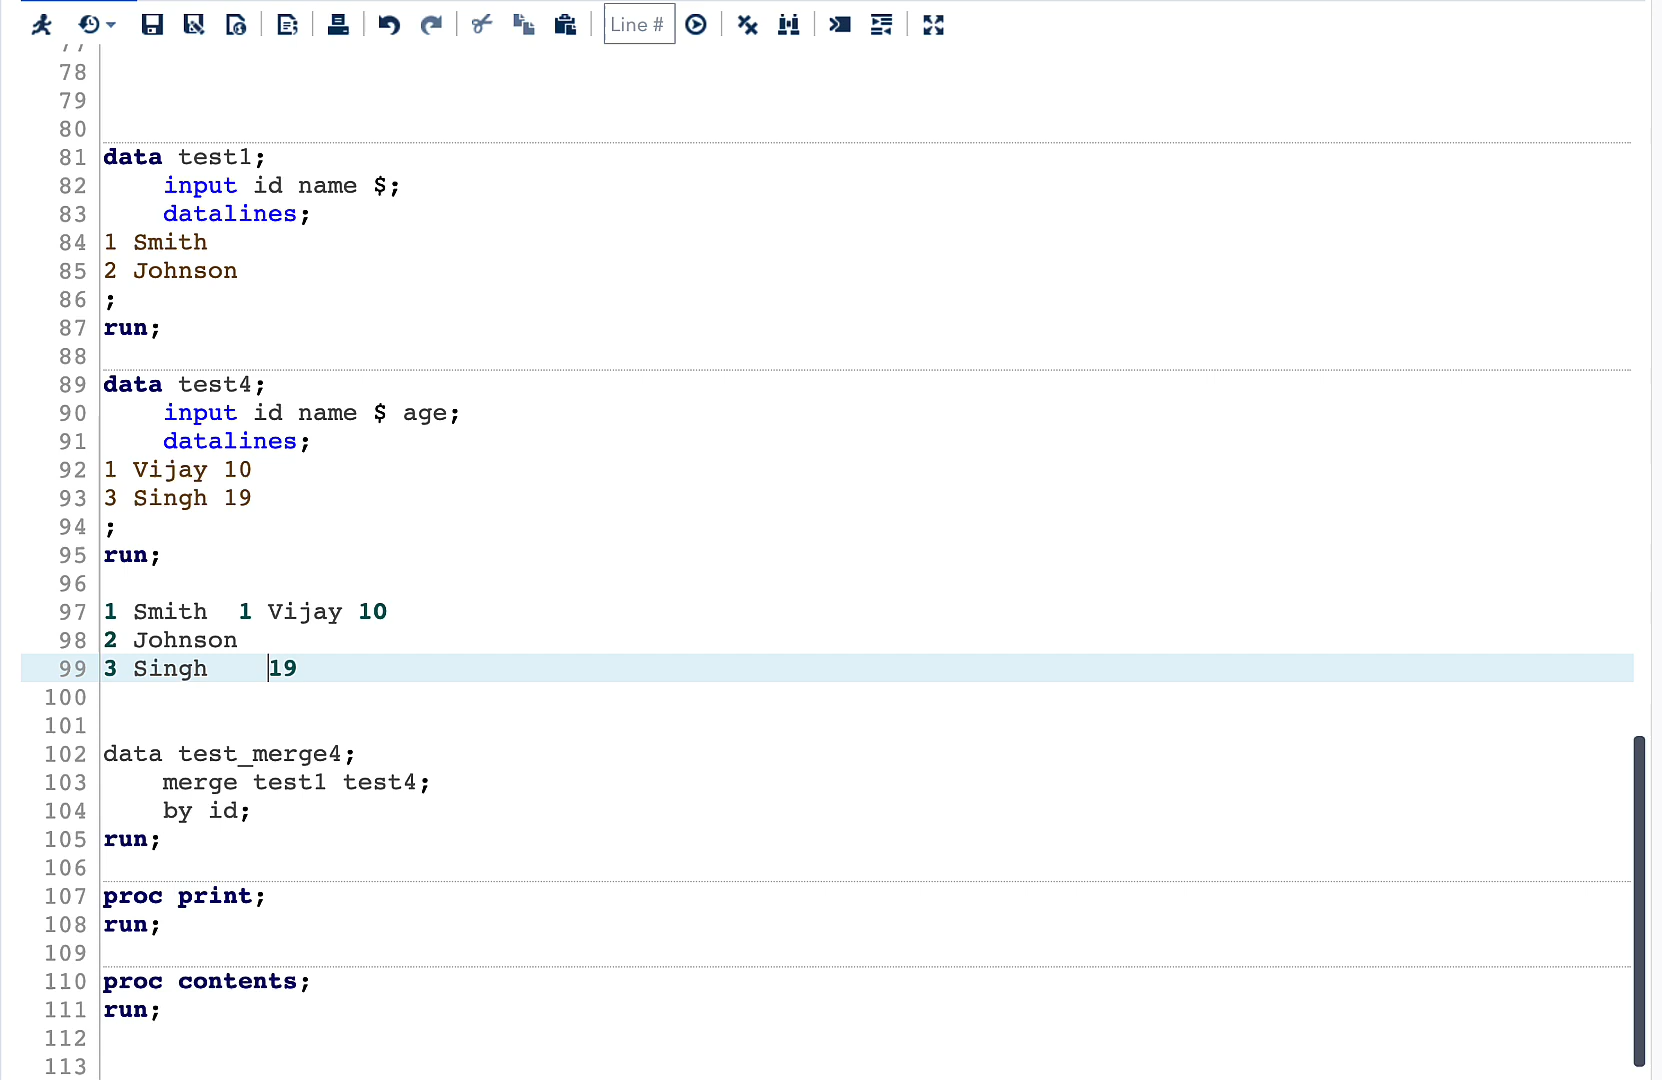 Line #
77
78
79
80
81 data test1;
82     input id name $;
83     datalines;
84 1 Smith
85 2 Johnson
86 ;
87 run;
88
89 data test4;
90     input id name $ age;
91     datalines;
92 1 Vijay 10
93 3 Singh 19
94 ;
95 run;
96
97 1 Smith  1 Vijay 10
98 2 Johnson
99 3 Singh    19
100
101
102 data test_merge4;
103     merge test1 test4;
104     by id;
105 run;
106
107 proc print;
108 run;
109
110 proc contents;
111 run;
112
113